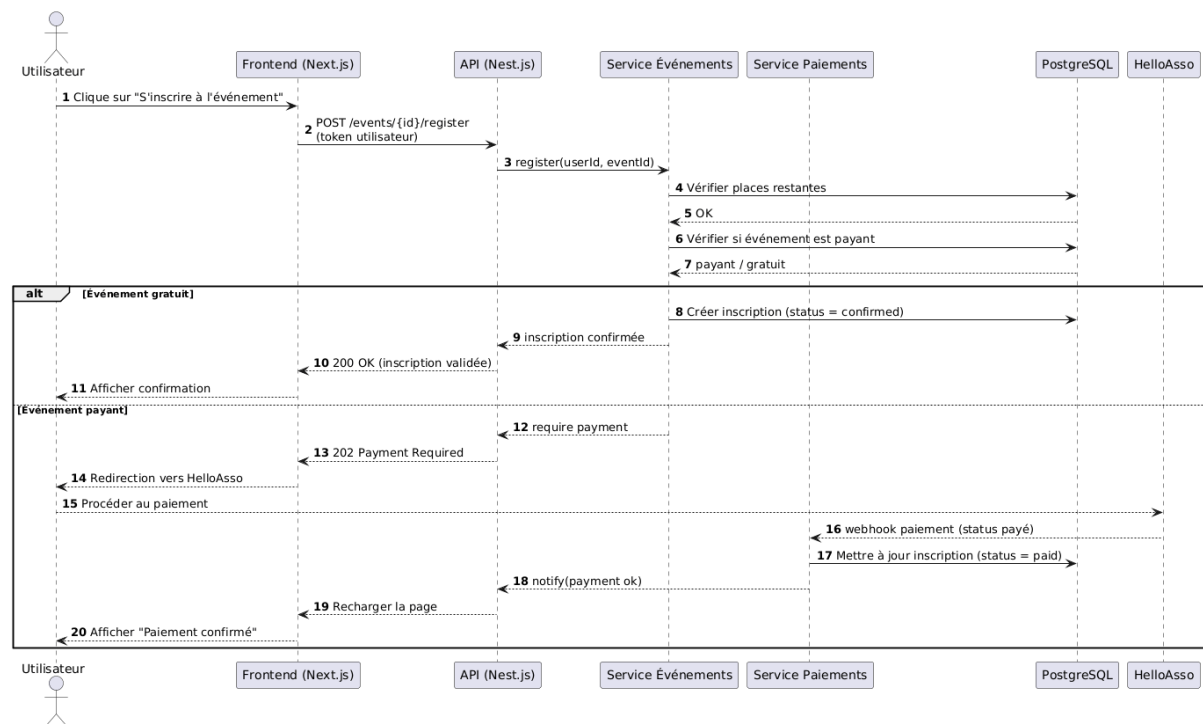 Utilisateur
Frontend (Next.js)
API (Nest.js)
Service Événements
Service Paiements
PostgreSQL
HelloAsso
1 Clique sur "S'inscrire à l'événement"
2 POST /events/{id}/register
(token utilisateur)
3 register(userId, eventId)
4 Vérifier places restantes
5 OK
6 Vérifier si événement est payant
7 payant / gratuit
alt [Événement gratuit]
8 Créer inscription (status = confirmed)
9 inscription confirmée
10 200 OK (inscription validée)
11 Afficher confirmation
[Événement payant]
12 require payment
13 202 Payment Required
14 Redirection vers HelloAsso
15 Procéder au paiement
16 webhook paiement (status payé)
17 Mettre à jour inscription (status = paid)
18 notify(payment ok)
19 Recharger la page
20 Afficher "Paiement confirmé"
Utilisateur
Frontend (Next.js)
API (Nest.js)
Service Événements
Service Paiements
PostgreSQL
HelloAsso